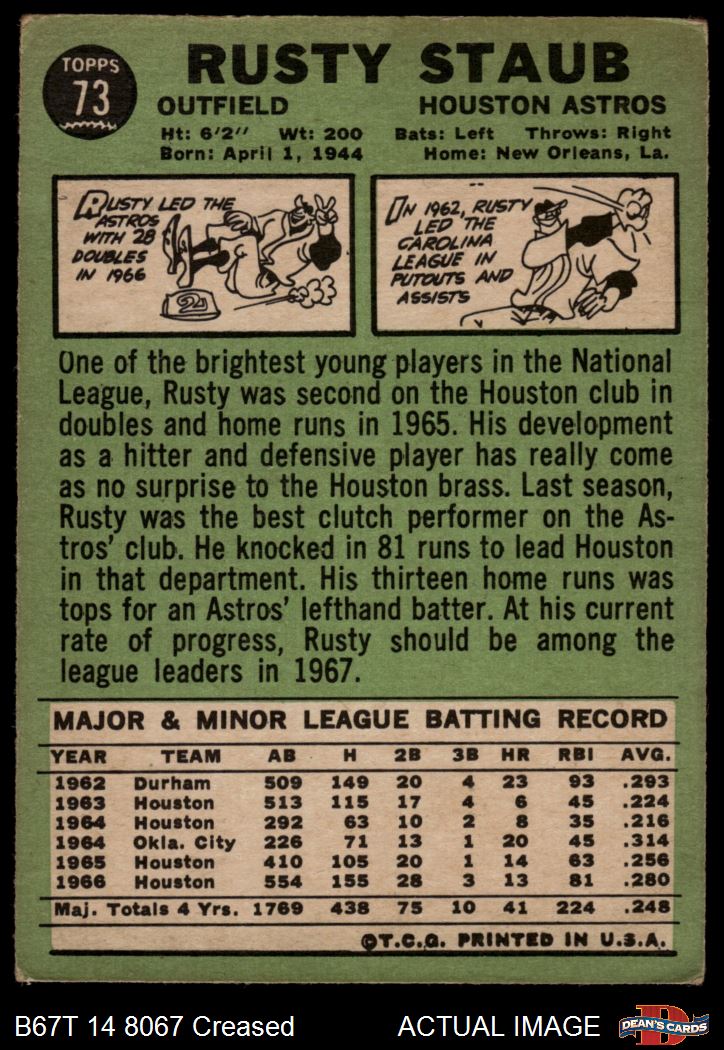 TOPPS
73
RUSTY STAUB
OUTFIELD HOUSTON ASTROS
Ht: 6'2" Wt: 200 Bats: Left Throws: Right
Born: April 1, 1944 Home: New Orleans, La.
RUSTY LED THE
ASTROS
WITH 28
DOUBLES
IN 1966
2
IN 1962, RUSTY
LED THE
CAROLINA
LEAGUE IN
PUTOUTS AND
ASSISTS
One of the brightest young players in the National
League, Rusty was second on the Houston club in
doubles and home runs in 1965. His development
as a hitter and defensive player has really come
as no surprise to the Houston brass. Last season,
Rusty was the best clutch performer on the As-
tros' club. He knocked in 81 runs to lead Houston
in that department. His thirteen home runs was
tops for an Astros' lefthand batter. At his current
rate of progress, Rusty should be among the
league leaders in 1967.
MAJOR & MINOR LEAGUE BATTING RECORD
YEAR TEAM AB H 2B 3B HR RBI AVG.
1962 Durham 509 149 20 4 23 93 .293
1963 Houston 513 115 17 4 6 45 .224
1964 Houston 292 63 10 2 8 35 .216
1964 Okla. City 226 71 13 1 20 45 .314
1965 Houston 410 105 20 1 14 63 .256
1966 Houston 554 155 28 3 13 81 .280
Maj. Totals 4 Yrs. 1769 438 75 10 41 224 .248
©T.C.G. PRINTED IN U.S.A.
B67T 14 8067 Creased ACTUAL IMAGE
DEAN'S CARDS